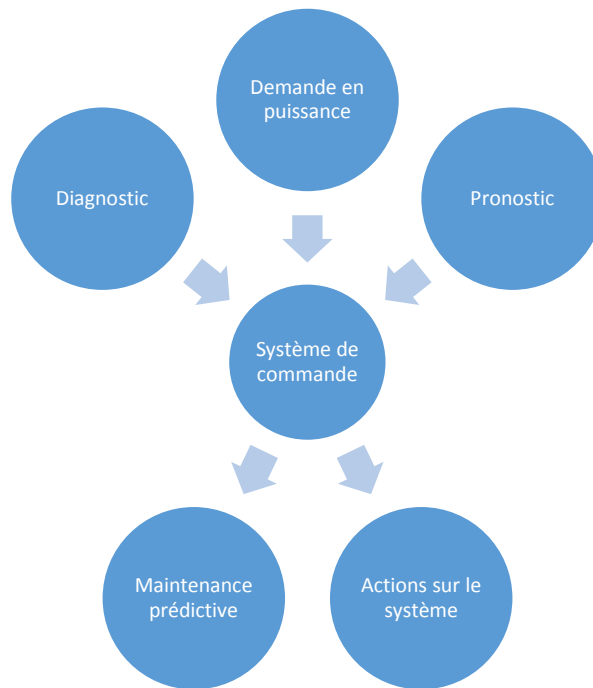 Demande en
puissance
Diagnostic
Pronostic
Système de
commande
Maintenance
prédictive
Actions sur le
système